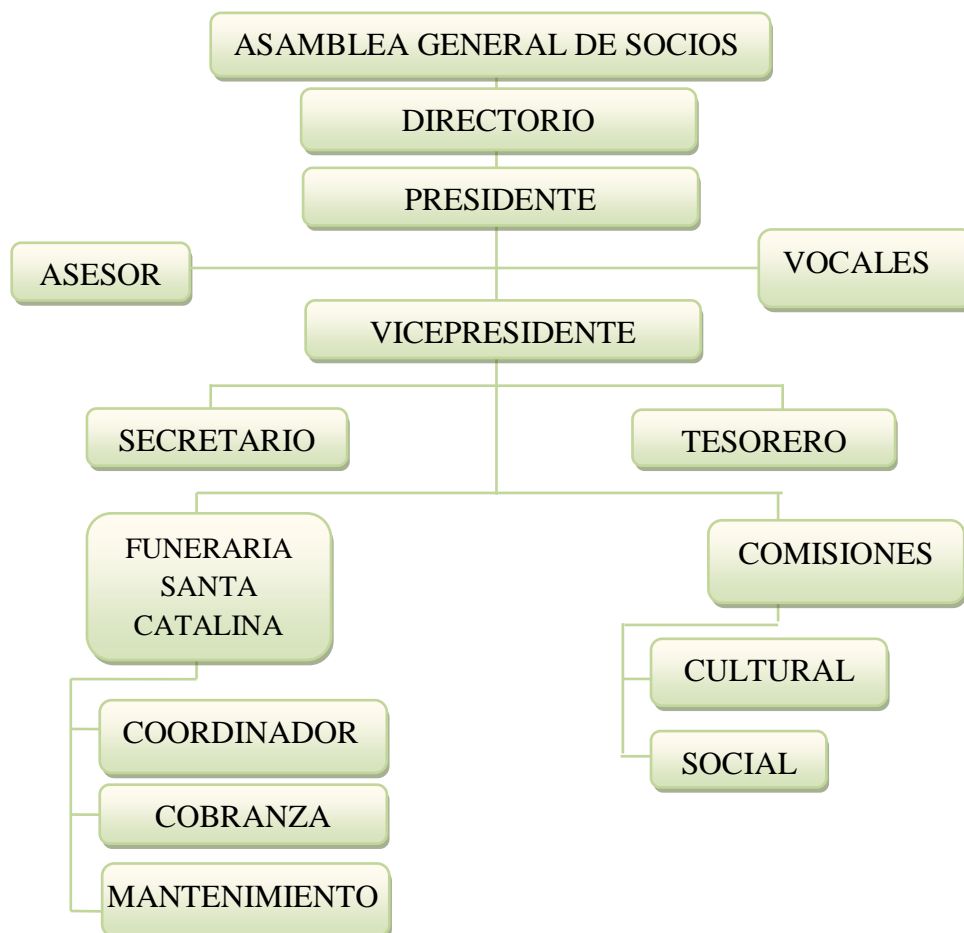 ASAMBLEA GENERAL DE SOCIOS
DIRECTORIO
PRESIDENTE
ASESOR
VOCALES
VICEPRESIDENTE
SECRETARIO
TESORERO
FUNERARIA
SANTA
CATALINA
COMISIONES
CULTURAL
SOCIAL
COORDINADOR
COBRANZA
MANTENIMIENTO